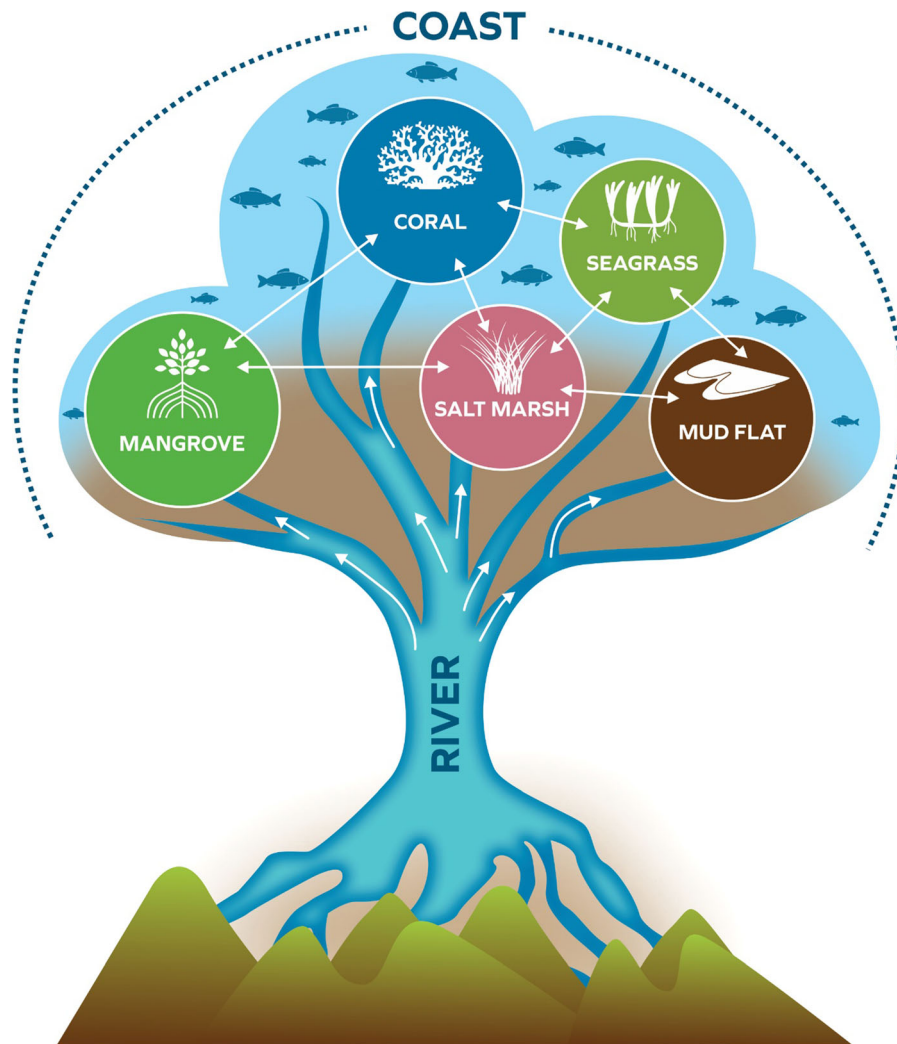 COAST
CORAL
SEAGRASS
MANGROVE
SALT MARSH
MUD FLAT
RIVER